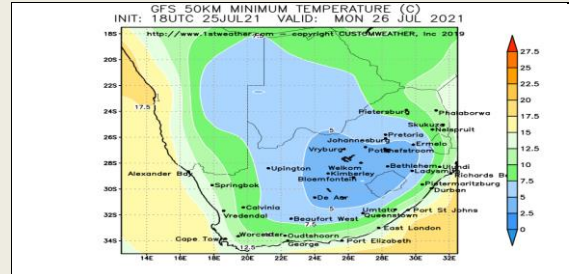 GFS 50KM MINIMUM TEMPERATURE (C)
INIT: 18UTC 25JUL21 VALID: MON 26 JUL 2021
http://www.1stweather.com — copyright CUSTOMWEATHER, Inc 2019
18S
20S
22S
24S
26S
28S
30S
32S
34S
14E 16E 18E 20E 22E 24E 26E 28E 30E 32E
27.5
25
22.5
20
17.5
15
12.5
10
7.5
5
2.5
0
17.5
5
Pietersburg
Phalaborwa
Skukuza
Nelspruit
Pretoria
Johannesburg
Ermelo
Vryburg
Potchefstroom
Welkom
Bethlehem
Ulundi
Upington
Kimberley
Ladysmith
Richards Ba
Bloemfontein
Alexander Bay
Springbok
Pietermaritzburg
Durban
De Aar
5
Calvinia
Umtata
Port St Johns
Vredendal
Beaufort West
Queenstown
7.5
East London
Cape Town
Worcester
Oudtshoorn
George
Port Elizabeth
12.5